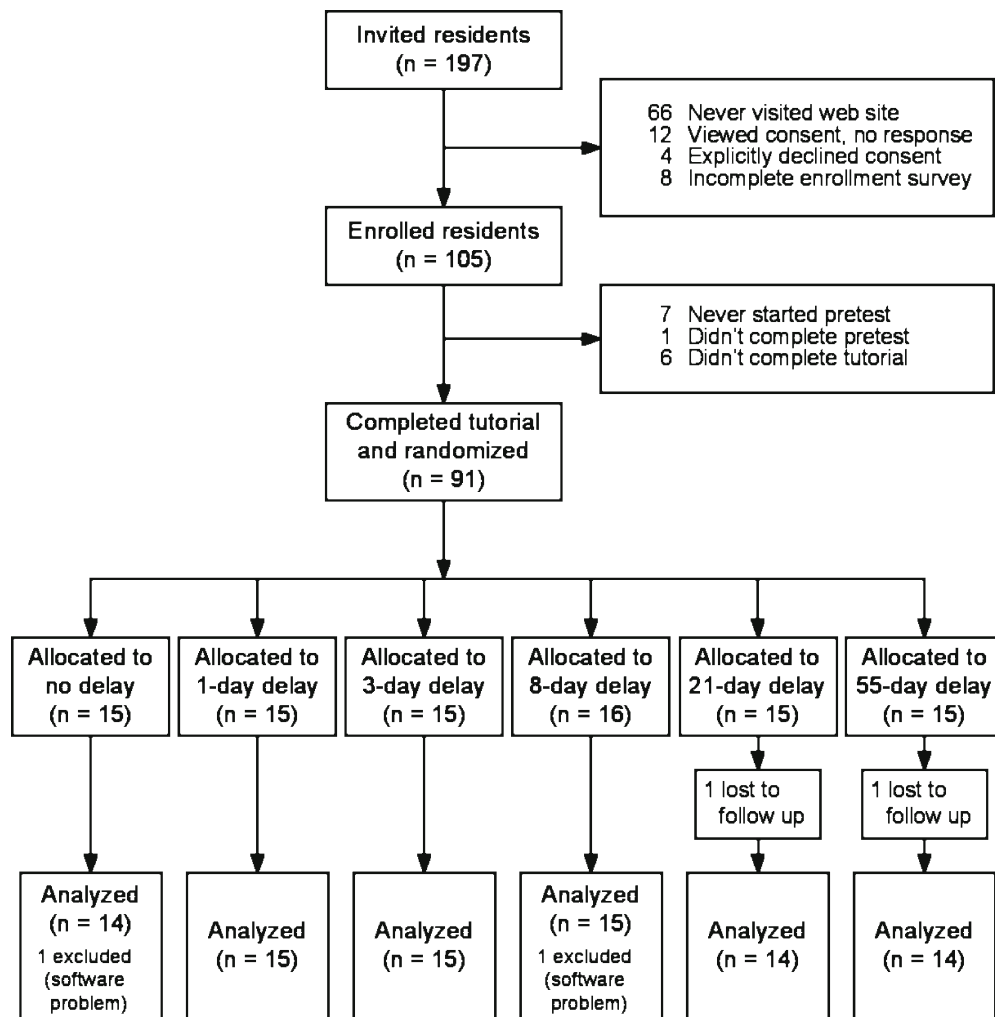 Invited residents
(n = 197)
66 Never visited web site
12 Viewed consent, no response
4 Explicitly declined consent
8 Incomplete enrollment survey
Enrolled residents
(n = 105)
7 Never started pretest
1 Didn't complete pretest
6 Didn't complete tutorial
Completed tutorial
and randomized
(n = 91)
Allocated to
no delay
(n = 15)
Allocated to
1-day delay
(n = 15)
Allocated to
3-day delay
(n = 15)
Allocated to
8-day delay
(n = 16)
Allocated to
21-day delay
(n = 15)
Allocated to
55-day delay
(n = 15)
1 lost to
follow up
1 lost to
follow up
Analyzed
(n = 14)
1 excluded
(software
problem)
Analyzed
(n = 15)
Analyzed
(n = 15)
Analyzed
(n = 15)
1 excluded
(software
problem)
Analyzed
(n = 14)
Analyzed
(n = 14)